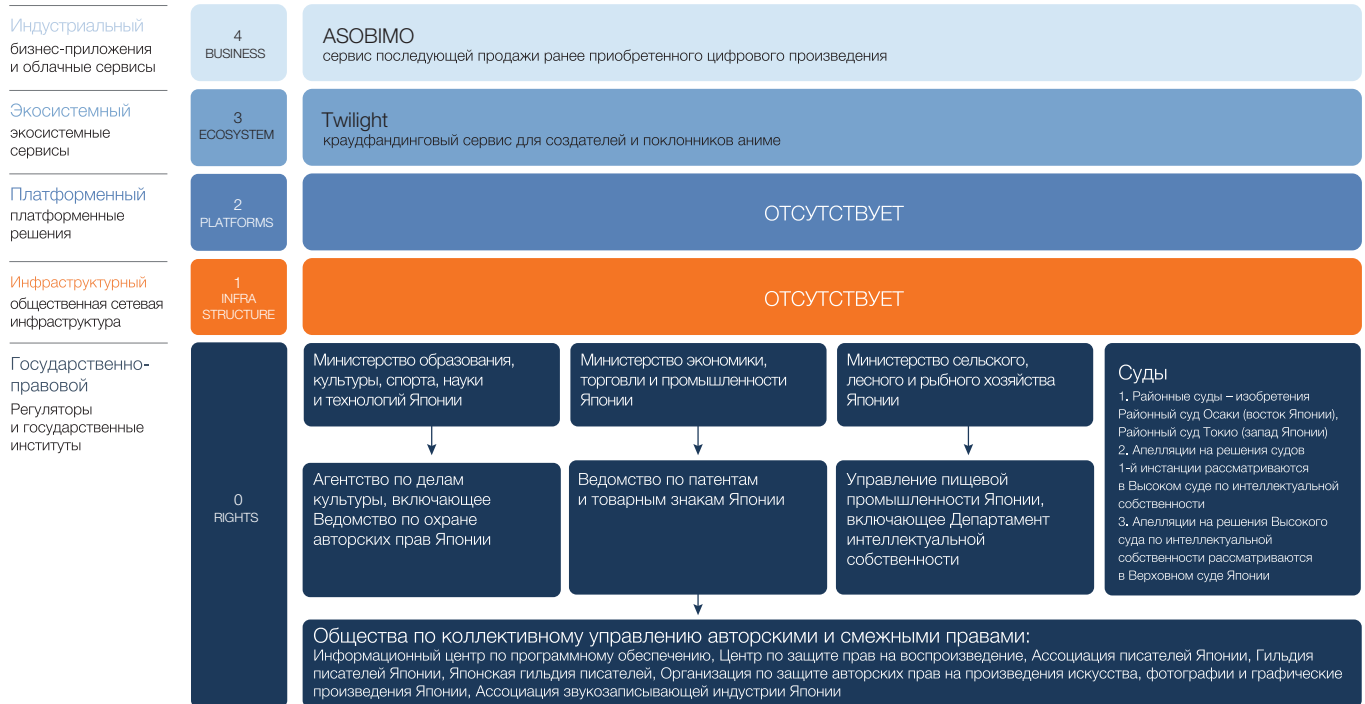 Индустриальный
бизнес-приложения
и облачные сервисы
4
BUSINESS
ASOBIMO
сервис последующей продажи ранее приобретенного цифрового произведения
Экосистемный
экосистемные
сервисы
3
ECOSYSTEM
Twilight
краудфандинговый сервис для создателей и поклонников аниме
Платформенный
платформенные
решения
2
PLATFORMS
ОТСУТСТВУЕТ
Инфраструктурный
общественная сетевая
инфраструктура
1
INFRA
STRUCTURE
ОТСУТСТВУЕТ
Государственно-
правовой
Регуляторы
и государственные
институты
0
RIGHTS
Министерство образования,
культуры, спорта, науки
и технологий Японии
Министерство экономики,
торговли и промышленности
Японии
Министерство сельского,
лесного и рыбного хозяйства
Японии
Агентство по делам
культуры, включающее
Ведомство по охране
авторских прав Японии
Ведомство по патентам
и товарным знакам Японии
Управление пищевой
промышленности Японии,
включающее Департамент
интеллектуальной
собственности
Суды
1. Районные суды – изобретения
Районный суд Осаки (восток Японии),
Районный суд Токио (запад Японии)
2. Апелляции на решения судов
1-й инстанции рассматриваются
в Высоком суде по интеллектуальной
собственности
3. Апелляции на решения Высокого
суда по интеллектуальной
собственности рассматриваются
в Верховном суде Японии
Общества по коллективному управлению авторскими и смежными правами:
Информационный центр по программному обеспечению, Центр по защите прав на воспроизведение, Ассоциация писателей Японии, Гильдия
писателей Японии, Японская гильдия писателей, Организация по защите авторских прав на произведения искусства, фотографии и графические
произведения Японии, Ассоциация звукозаписывающей индустрии Японии